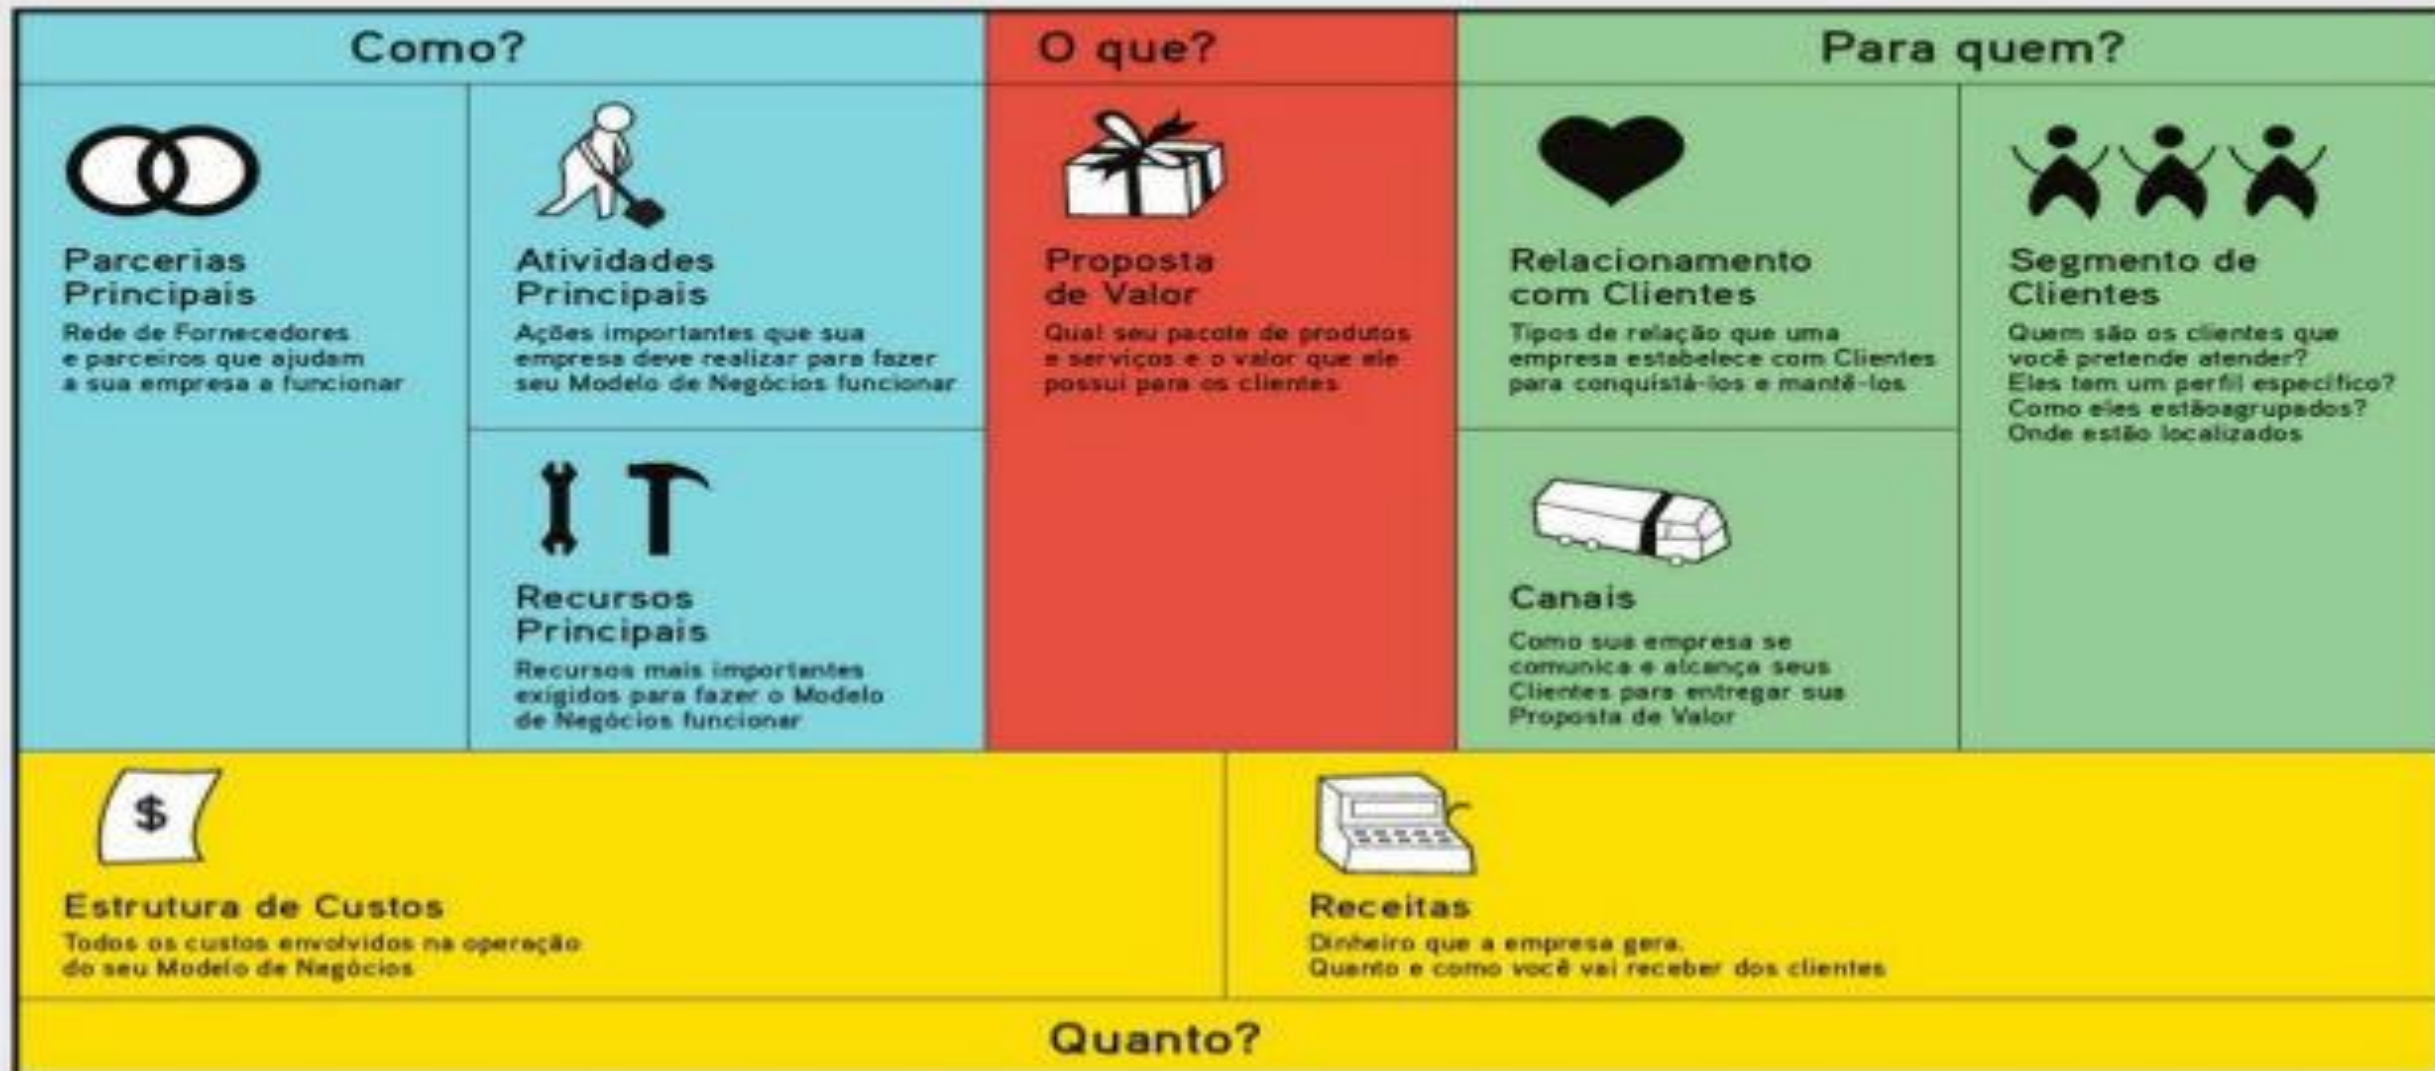 Como?
O que?
Para quem?
Parcerias
Principais
Rede de Fornecedores
e parceiros que ajudam
a sua empresa a funcionar
Atividades
Principais
Ações importantes que sua
empresa deve realizar para fazer
seu Modelo de Negócios funcionar
Recursos
Principais
Recursos mais importantes
exigidos para fazer o Modelo
de Negócios funcionar
Proposta
de Valor
Qual seu pacote de produtos
e serviços e o valor que ele
possui para os clientes
Relacionamento
com Clientes
Tipos de relação que uma
empresa estabelece com Clientes
para conquistá-los e mantê-los
Canais
Como sua empresa se
comunica e alcança seus
Clientes para entregar sua
Proposta de Valor
Segmento de
Clientes
Quem são os clientes que
você pretende atender?
Eles tem um perfil específico?
Como eles estãoagrupados?
Onde estão localizados
$
Estrutura de Custos
Todos os custos envolvidos na operação
do seu Modelo de Negócios
Receitas
Dinheiro que a empresa gera.
Quanto e como você vai receber dos clientes
Quanto?